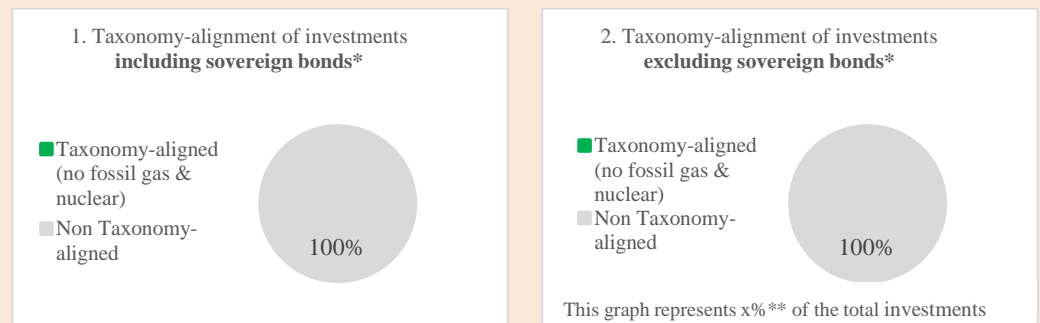 1. Taxonomy-alignment of investments
including sovereign bonds*
Taxonomy-aligned
(no fossil gas &
nuclear)
Non Taxonomy-
aligned
100%
2. Taxonomy-alignment of investments
excluding sovereign bonds*
Taxonomy-aligned
(no fossil gas &
nuclear)
Non Taxonomy-
aligned
100%
This graph represents x%** of the total investments